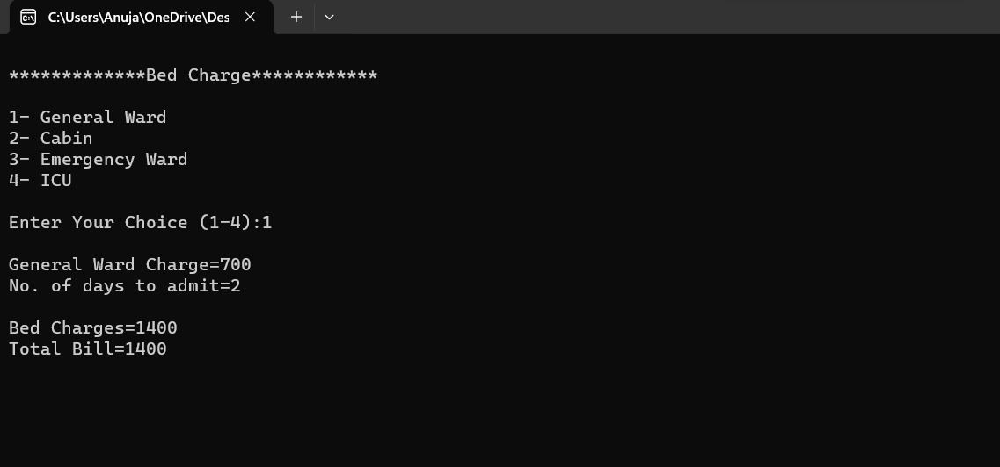 C:\Users\Anuja\OneDrive\Des
*************Bed Charge************
1- General Ward
2- Cabin
3- Emergency Ward
4- ICU
Enter Your Choice (1-4):1
General Ward Charge=700
No. of days to admit=2
Bed Charges=1400
Total Bill=1400